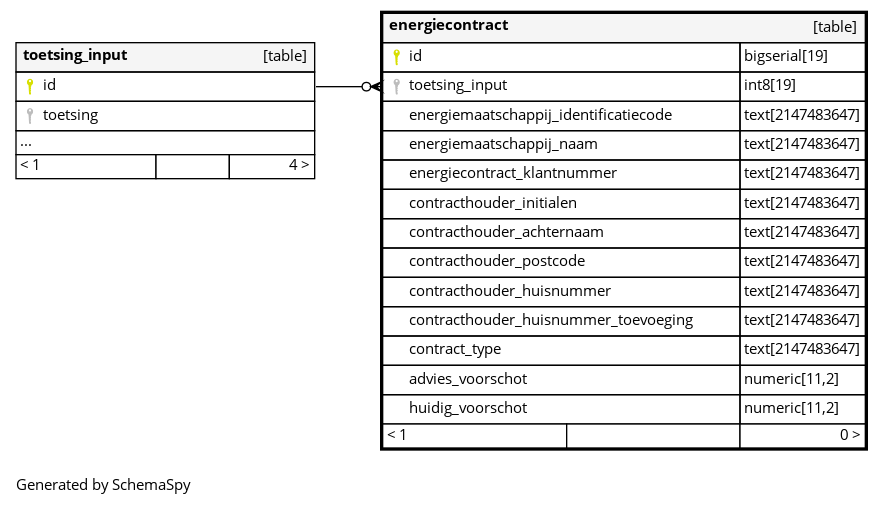 toetsing_input [table]
id
toetsing
...
< 1 4 >
energiecontract [table]
id bigserial[19]
toetsing_input int8[19]
energiemaatschappij_identificatiecode text[2147483647]
energiemaatschappij_naam text[2147483647]
energiecontract_klantnummer text[2147483647]
contracthouder_initialen text[2147483647]
contracthouder_achternaam text[2147483647]
contracthouder_postcode text[2147483647]
contracthouder_huisnummer text[2147483647]
contracthouder_huisnummer_toevoeging text[2147483647]
contract_type text[2147483647]
advies_voorschot numeric[11,2]
huidig_voorschot numeric[11,2]
< 1 0 >
Generated by SchemaSpy